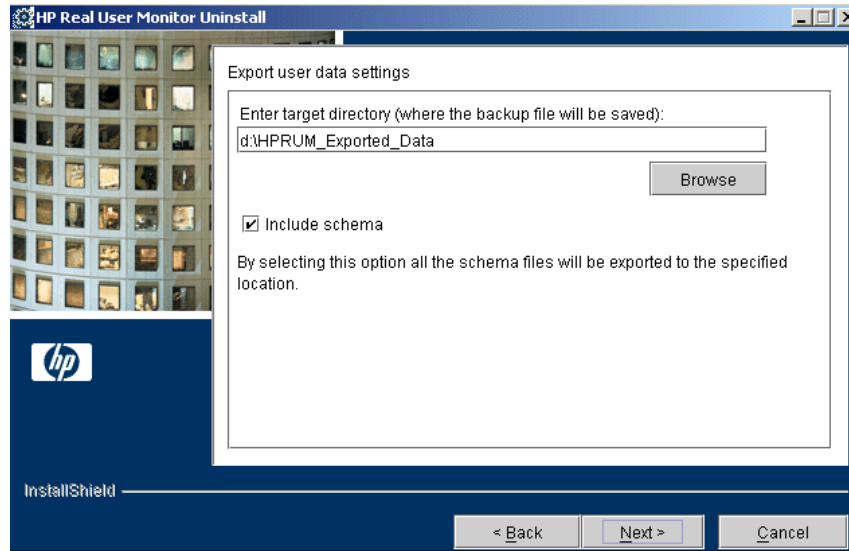 HP Real User Monitor Uninstall
Export user data settings
Enter target directory (where the backup file will be saved):
d:\HPRUM_Exported_Data
Browse
Include schema
By selecting this option all the schema files will be exported to the specified
location.
hp
InstallShield
< Back
Next >
Cancel